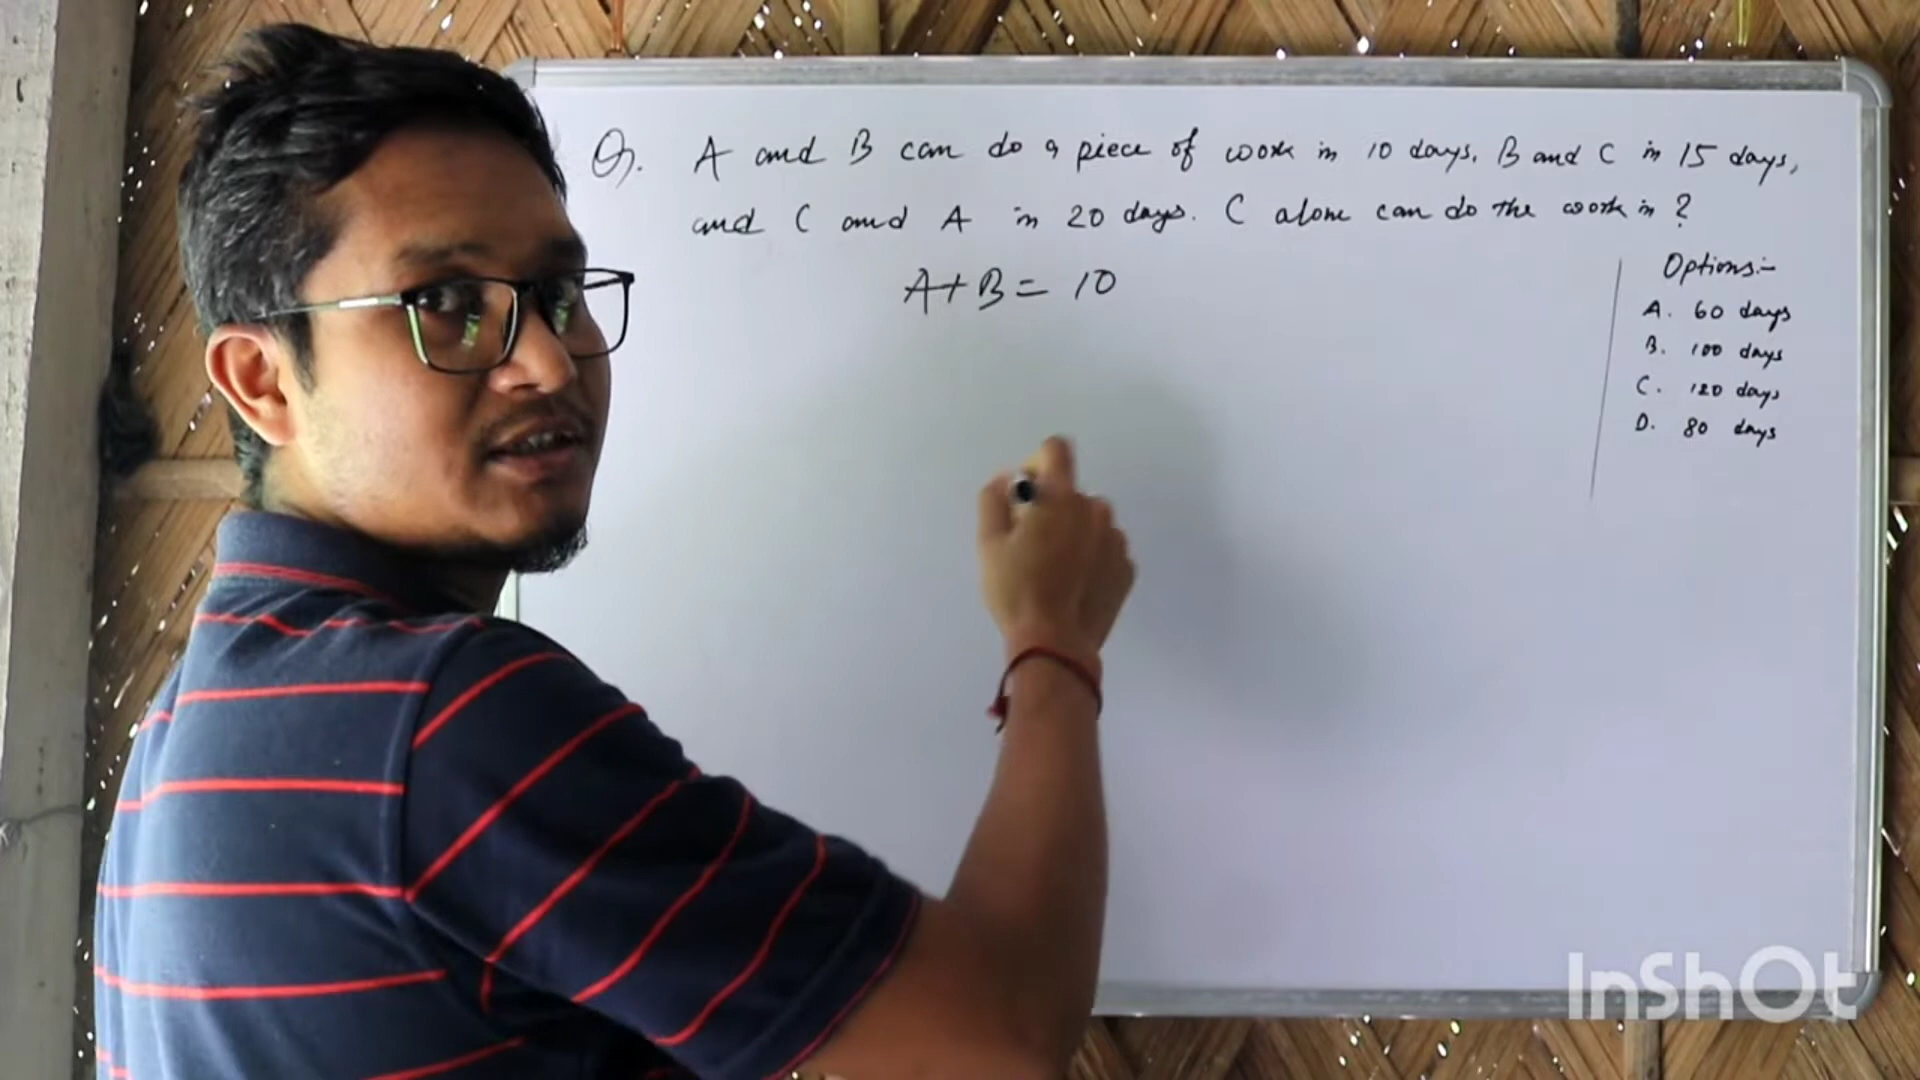 Q. A and B can do a piece of work in 10 days. B and C in 15 days,
and C and A in 20 days. C alone can do the work in ?
A+B = 10
Options:-
A. 60 days
B. 100 days
C. 120 days
D. 80 days
InShOt